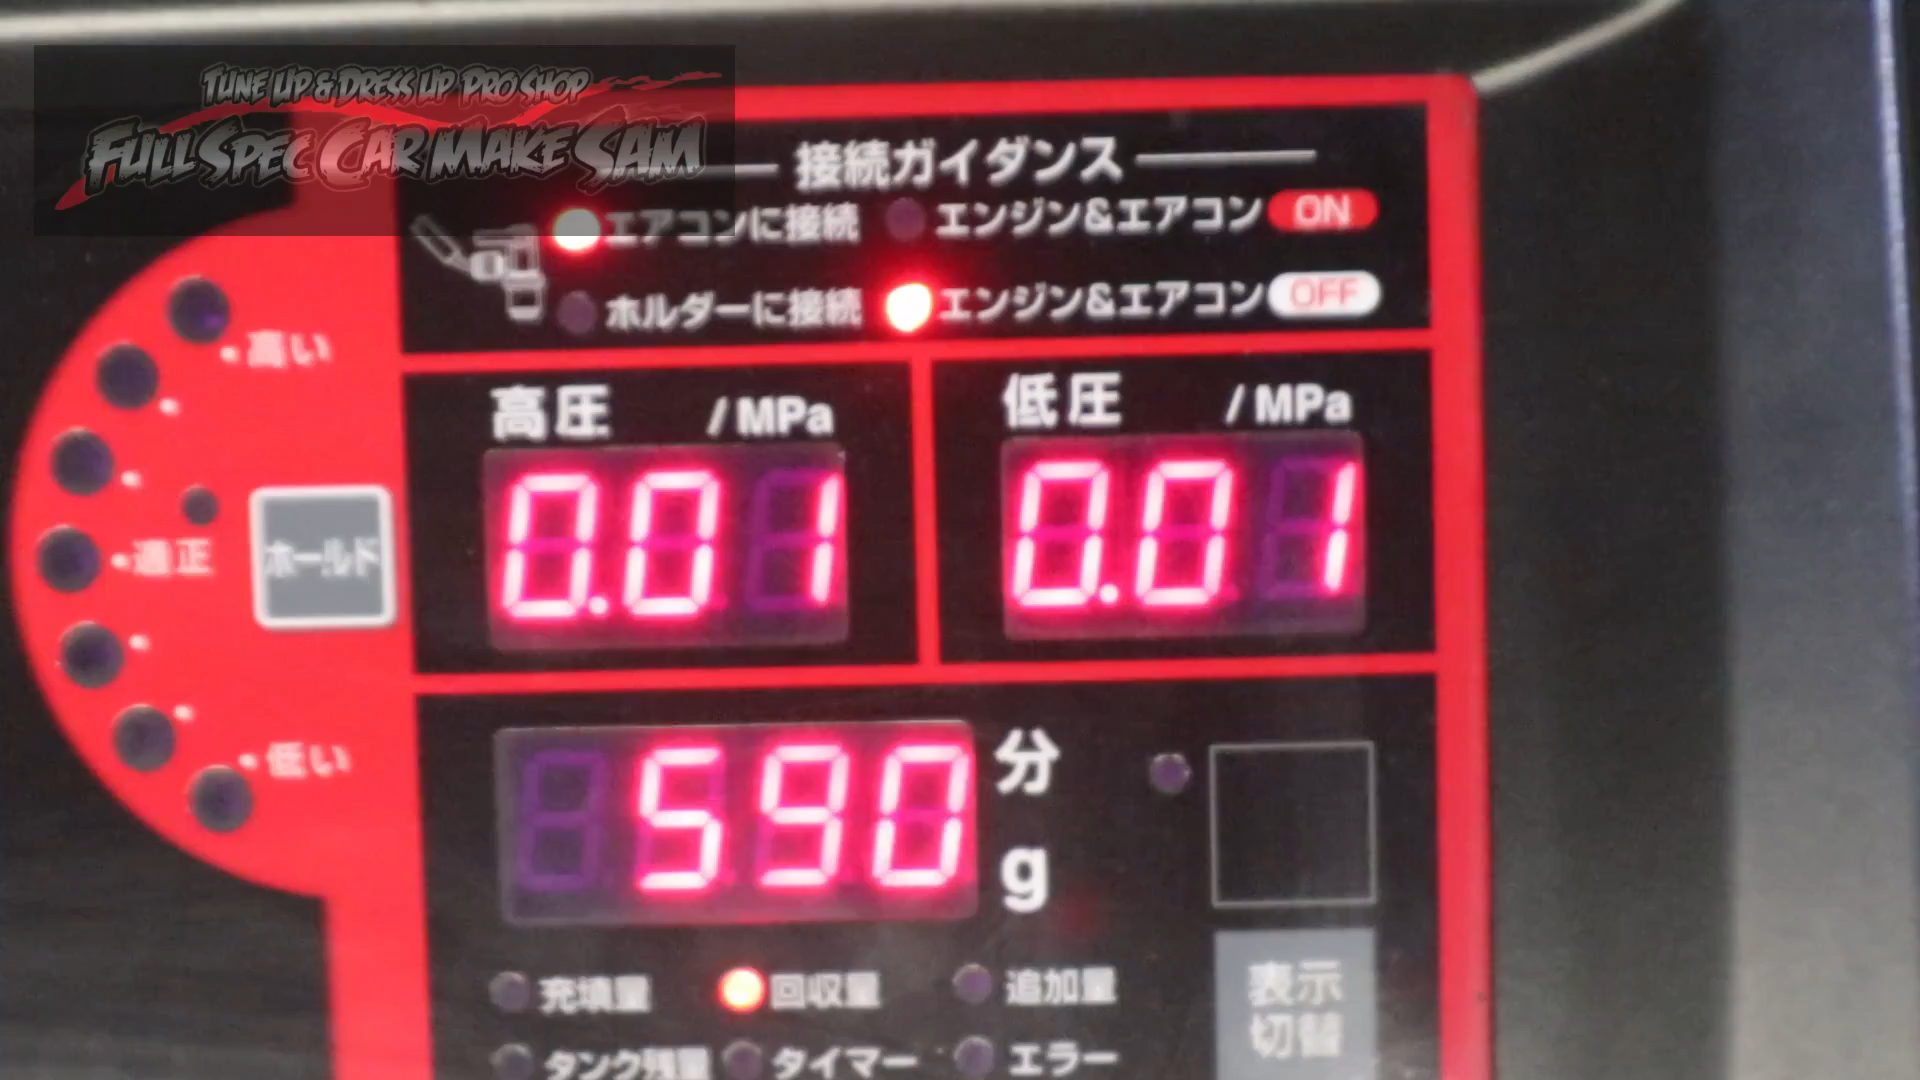 TUNE UP & DRESS UP PRO SHOP
FULL SPEC CAR MAKE SAM
接続ガイダンス
エアコンに接続 エンジン&エアコン ON
ホルダーに接続 エンジン&エアコン OFF
高い
適正
低い
ホールド
高圧 /MPa
0.01
低圧 /MPa
0.01
590
分
g
充填量 回収量 追加量
タンク残量 タイマー エラー
表示
切替